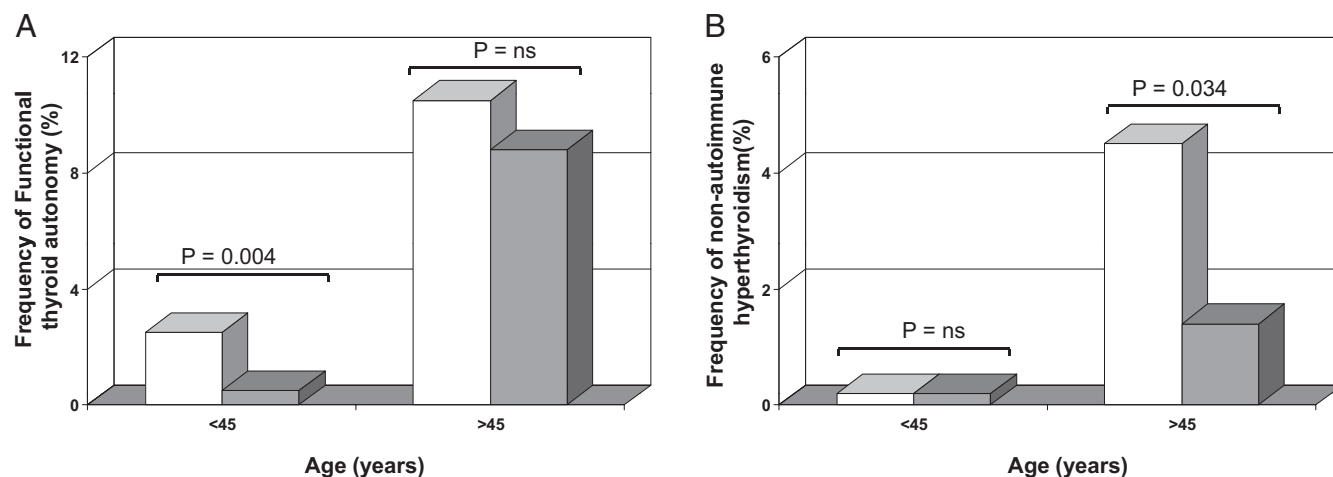 A
Frequency of Functional
thyroid autonomy (%)
12
8
4
0
P = 0.004
P = ns
<45
>45
Age (years)
B
Frequency of non-autoimmune
hyperthyroidism(%)
6
4
2
0
P = ns
P = 0.034
<45
>45
Age (years)